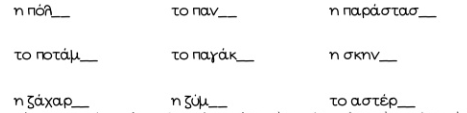 η πόλ__ το παν__ η παράστασ__
το ποτάμ__ το παγάκ__ η σκην__
η ζάχαρ__ η ζύμ__ το αστέρ__